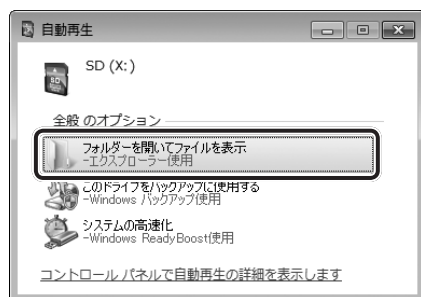 自動再生
SD (X:)
全般 のオプション
フォルダーを開いてファイルを表示
-エクスプローラー使用
このドライブをバックアップに使用する
-Windows バックアップ使用
システムの高速化
-Windows ReadyBoost使用
コントロール パネルで自動再生の詳細を表示します